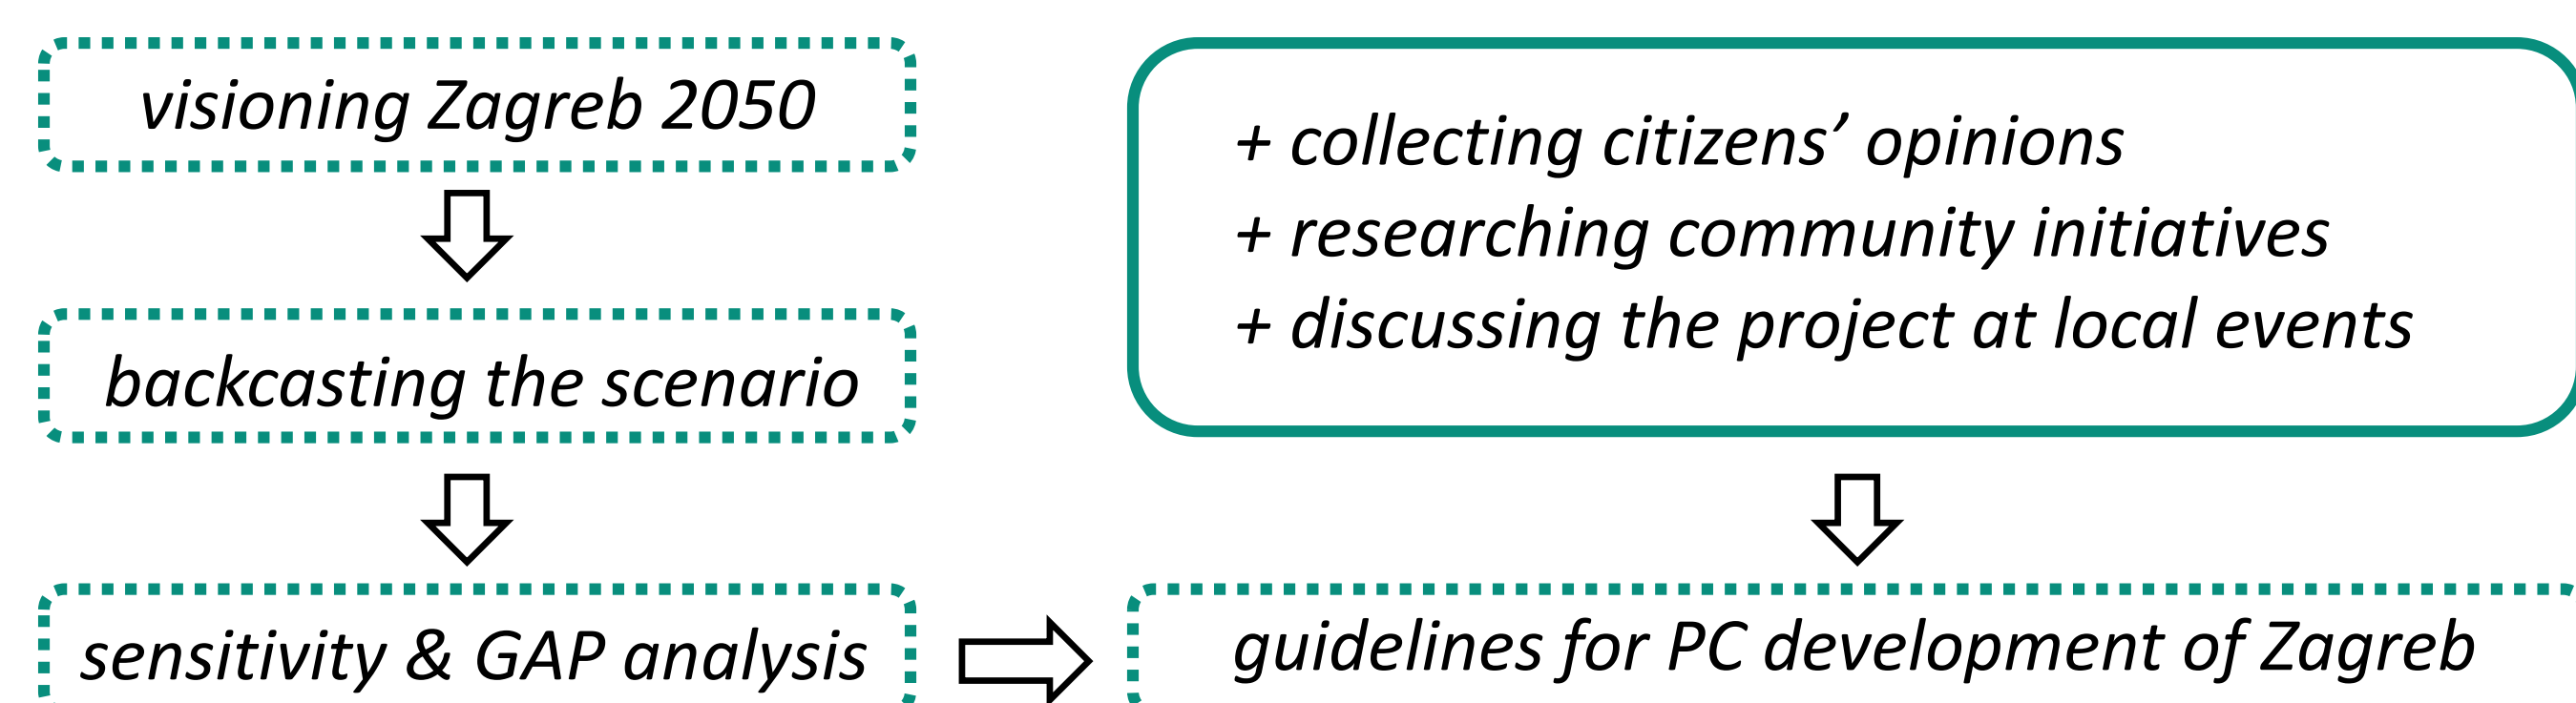 visioning Zagreb 2050
backcasting the scenario
sensitivity & GAP analysis
+ collecting citizens’ opinions
+ researching community initiatives
+ discussing the project at local events
guidelines for PC development of Zagreb